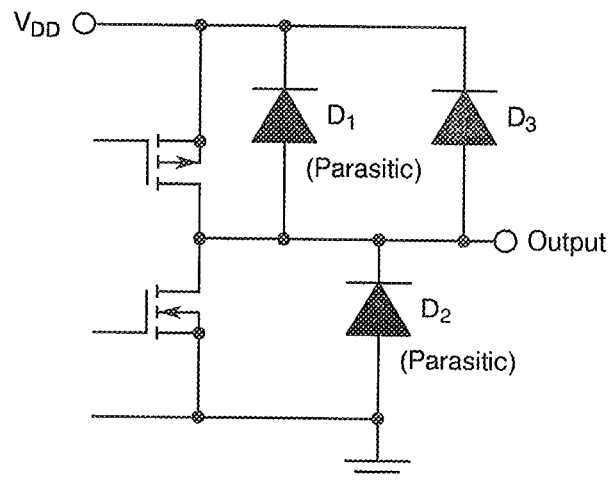 V_DD
D_1
D_3
(Parasitic)
Output
D_2
(Parasitic)